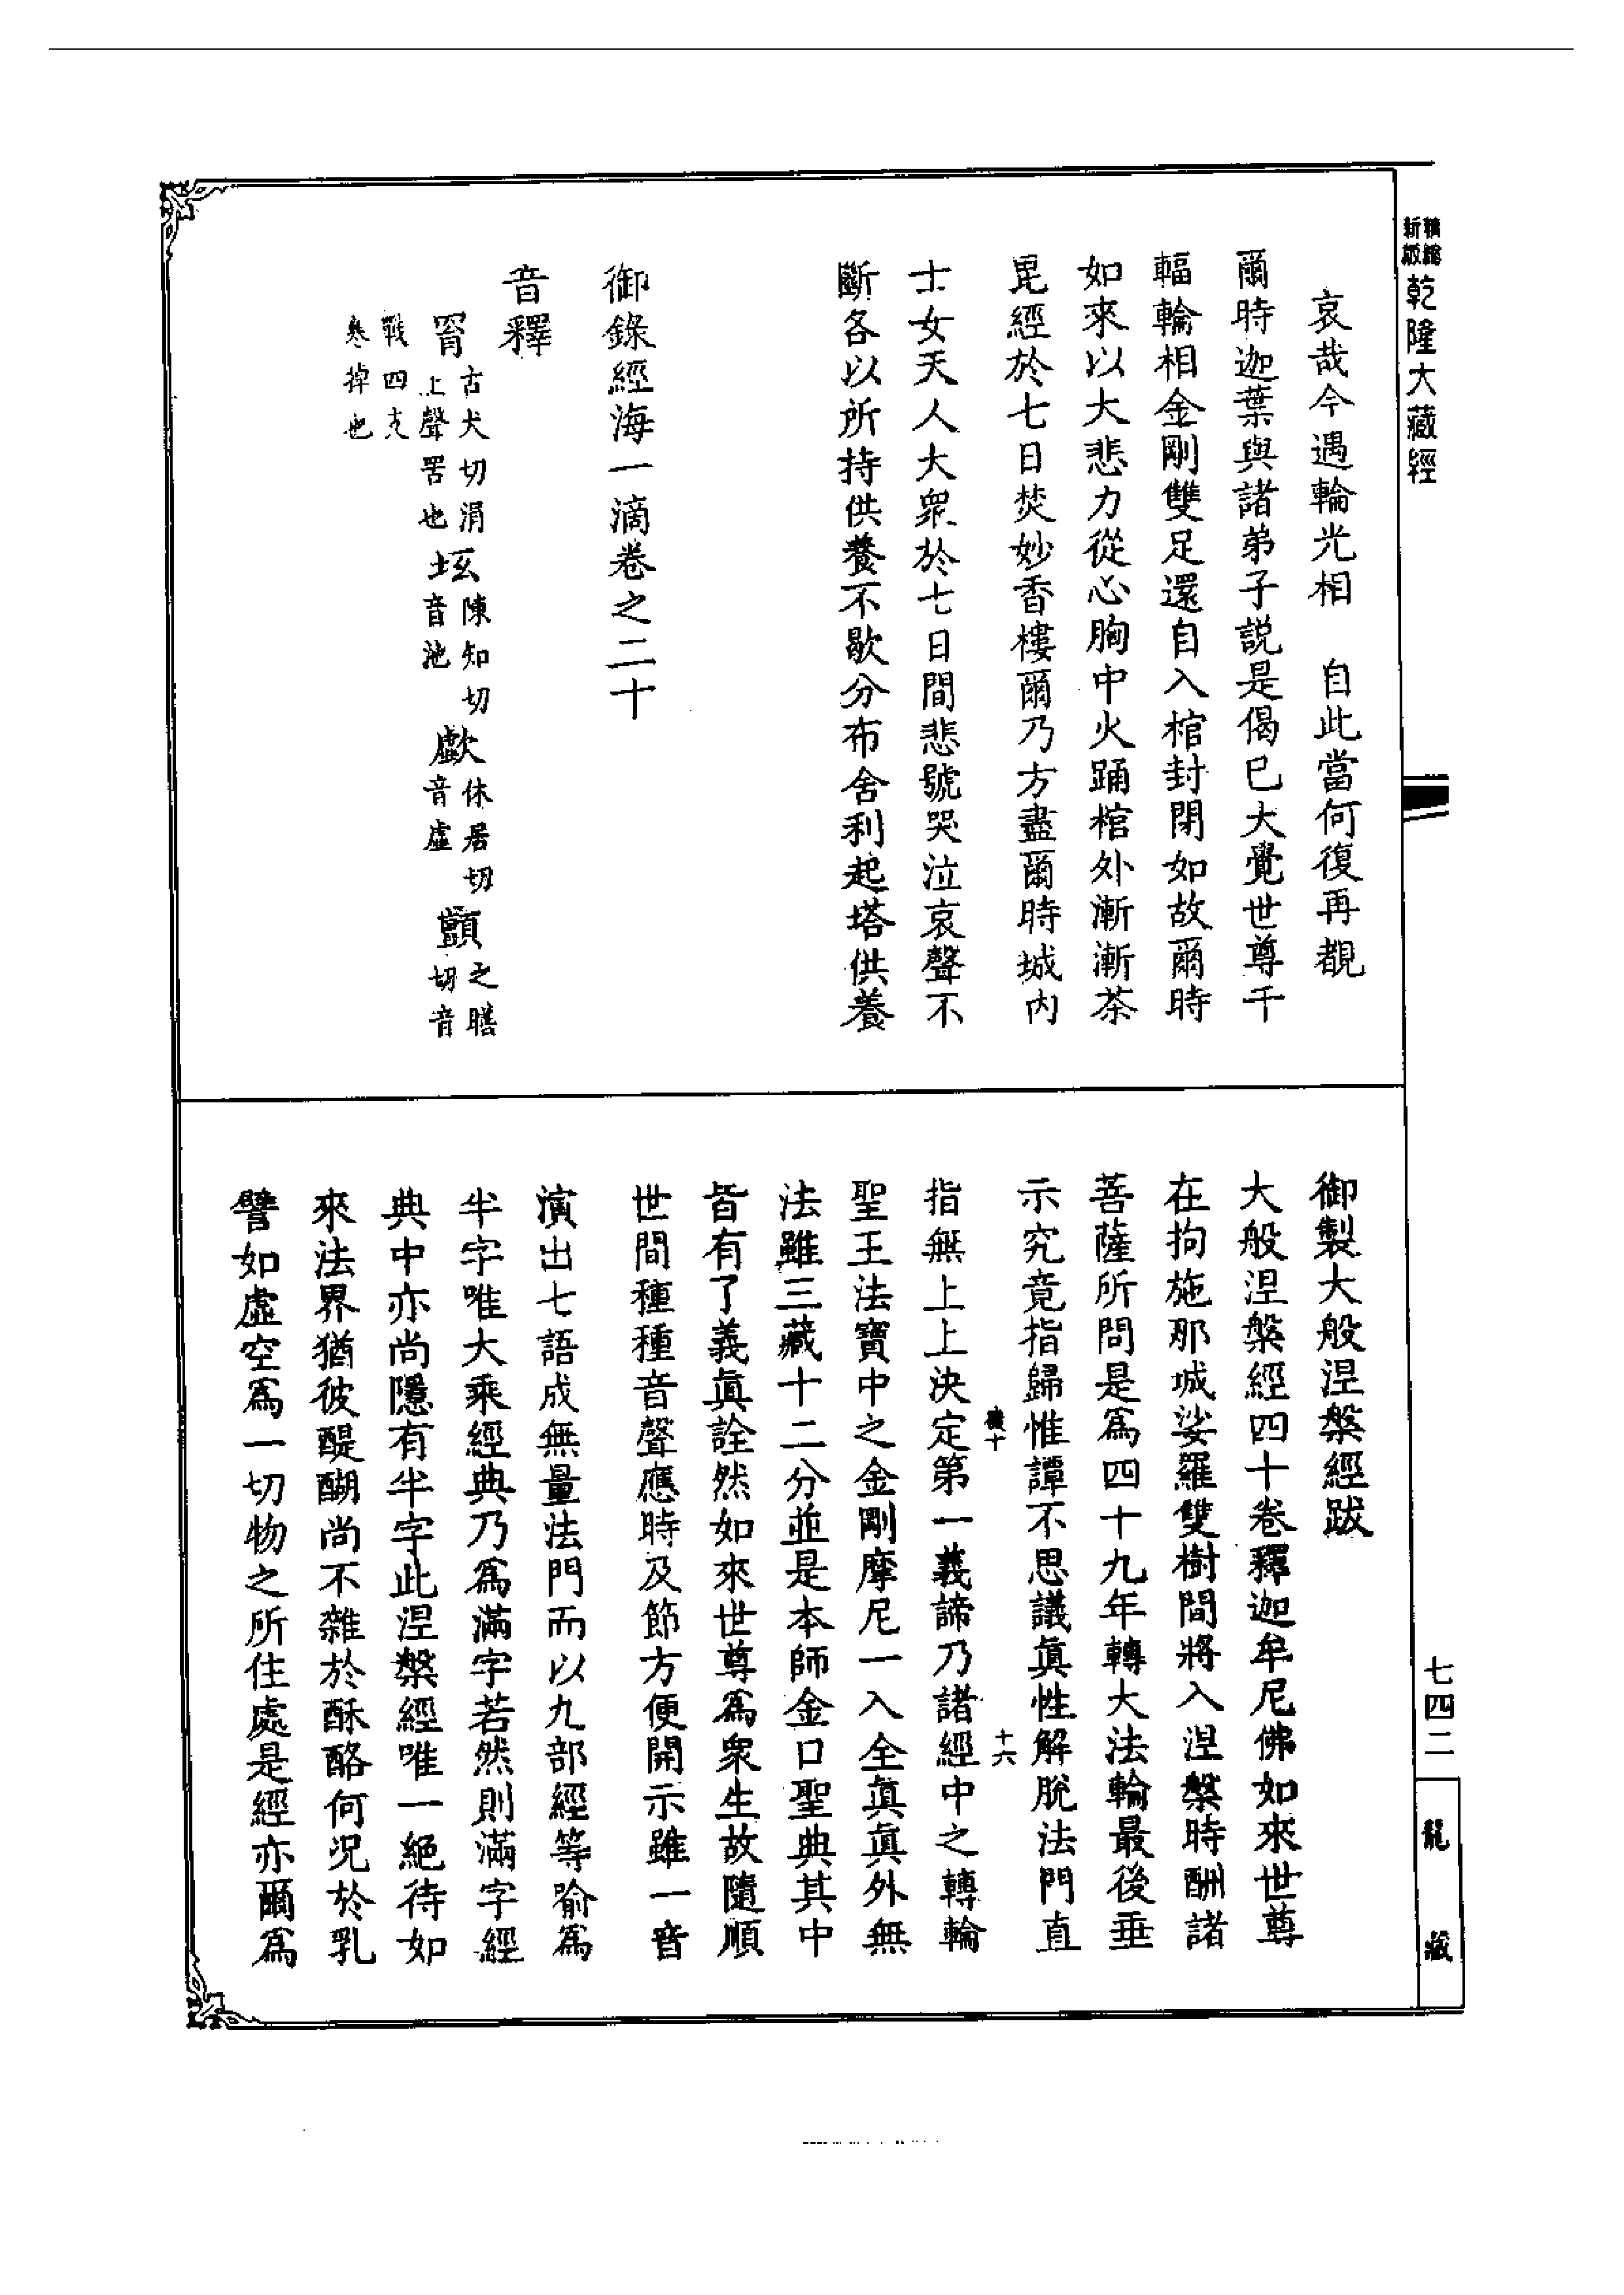 精縮
新版
乾隆大藏經
哀哉今遇輪光相　自此當何復再覩
爾時迦葉與諸弟子説是偈已大覺世尊千
輻輪相金剛雙足還自入棺封閉如故爾時
如來以大悲力從心胸中火踊棺外漸漸茶
毘經於七日焚妙香樓爾乃方盡爾時城內
士女天人大衆於七日間悲號哭泣哀聲不
斷各以所持供養不歇分布舍利起塔供養
御錄經海一滴卷之二十
音釋
罥古犬切涓上聲罟也坻陳知切音池歔休居切音虛顫之膳切音
戰四支寒掉也
御製大般涅槃經跋
大般涅槃經四十卷釋迦牟尼佛如來世尊
在拘施那城娑羅雙樹間將入涅槃時酬諸
菩薩所問是爲四十九年轉大法輪最後垂
示究竟指歸惟譚不思議眞性解脫法門直
十
十六
指無上上決定第一義諦乃諸經中之轉輪
聖王法寶中之金剛摩尼一入全眞眞外無
法雖三藏十二分並是本師金口聖典其中
皆有了義眞詮然如來世尊爲衆生故隨順
世間種種音聲應時及節方便開示雖一音
演出七語成無量法門而以九部經等喻爲
半字唯大乘經典乃爲滿字若然則滿字經
典中亦尚隱有半字此涅槃經唯一絕待如
來法界猶彼醍醐尚不雜於酥酪何況於乳
譬如虛空爲一切物之所住處是經亦爾爲
七四二
龍藏